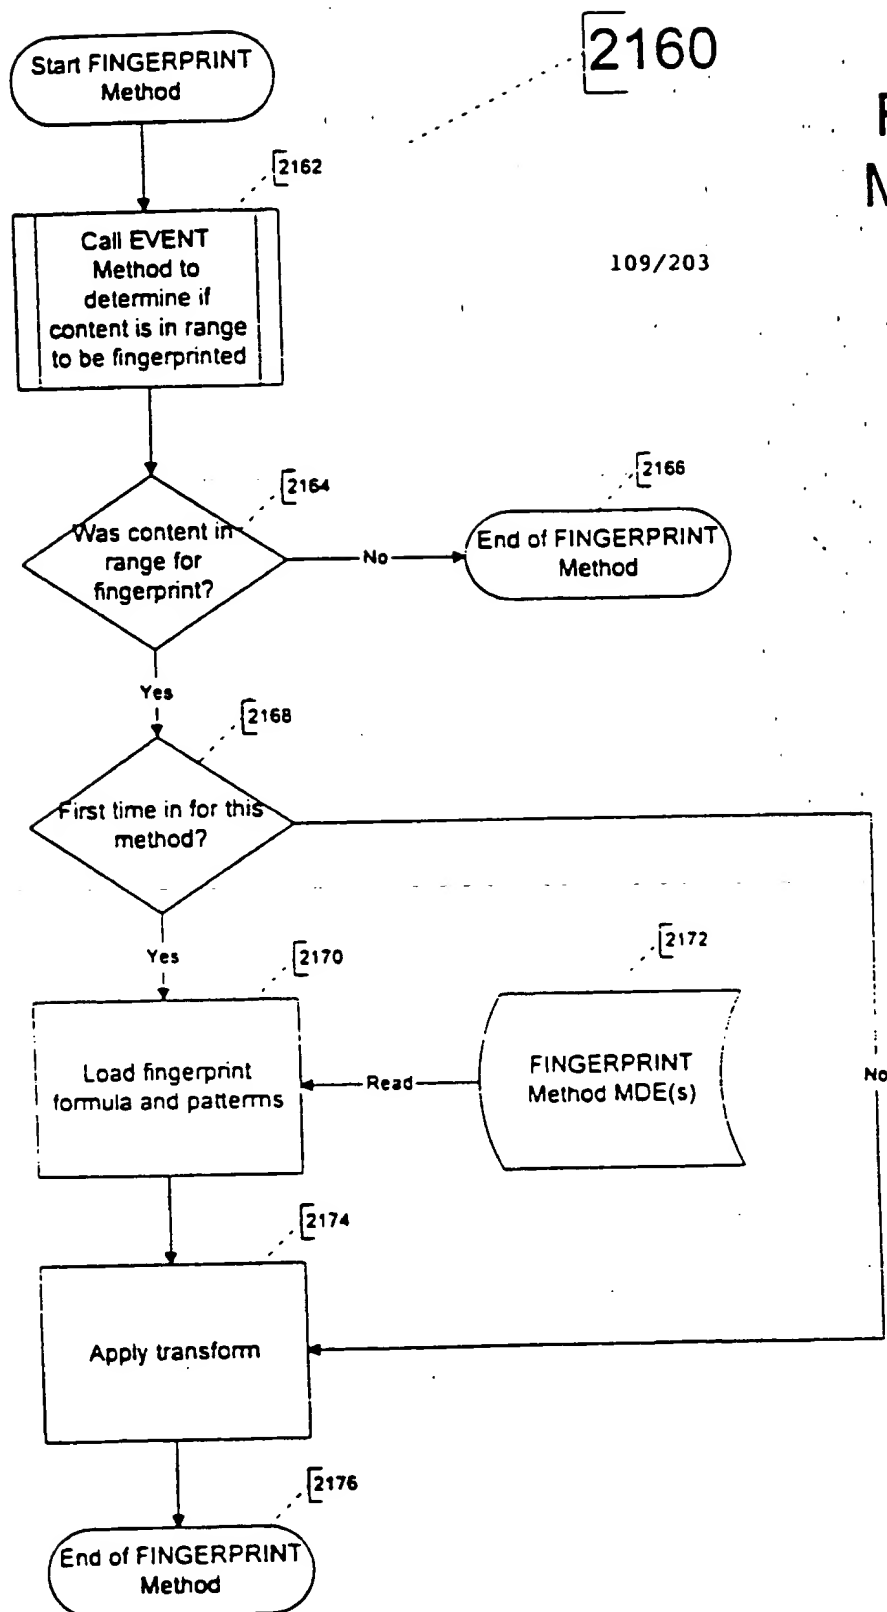 2160
Start FINGERPRINT
Method
2162
Call EVENT
Method to
determine if
content is in range
to be fingerprinted
109/203
2164
2166
Was content in
range for
fingerprint?
No
End of FINGERPRINT
Method
Yes
2168
First time in for this
method?
Yes
2170
2172
Load fingerprint
formula and patterns
Read
FINGERPRINT
Method MDE(s)
No
2174
Apply transform
2176
End of FINGERPRINT
Method